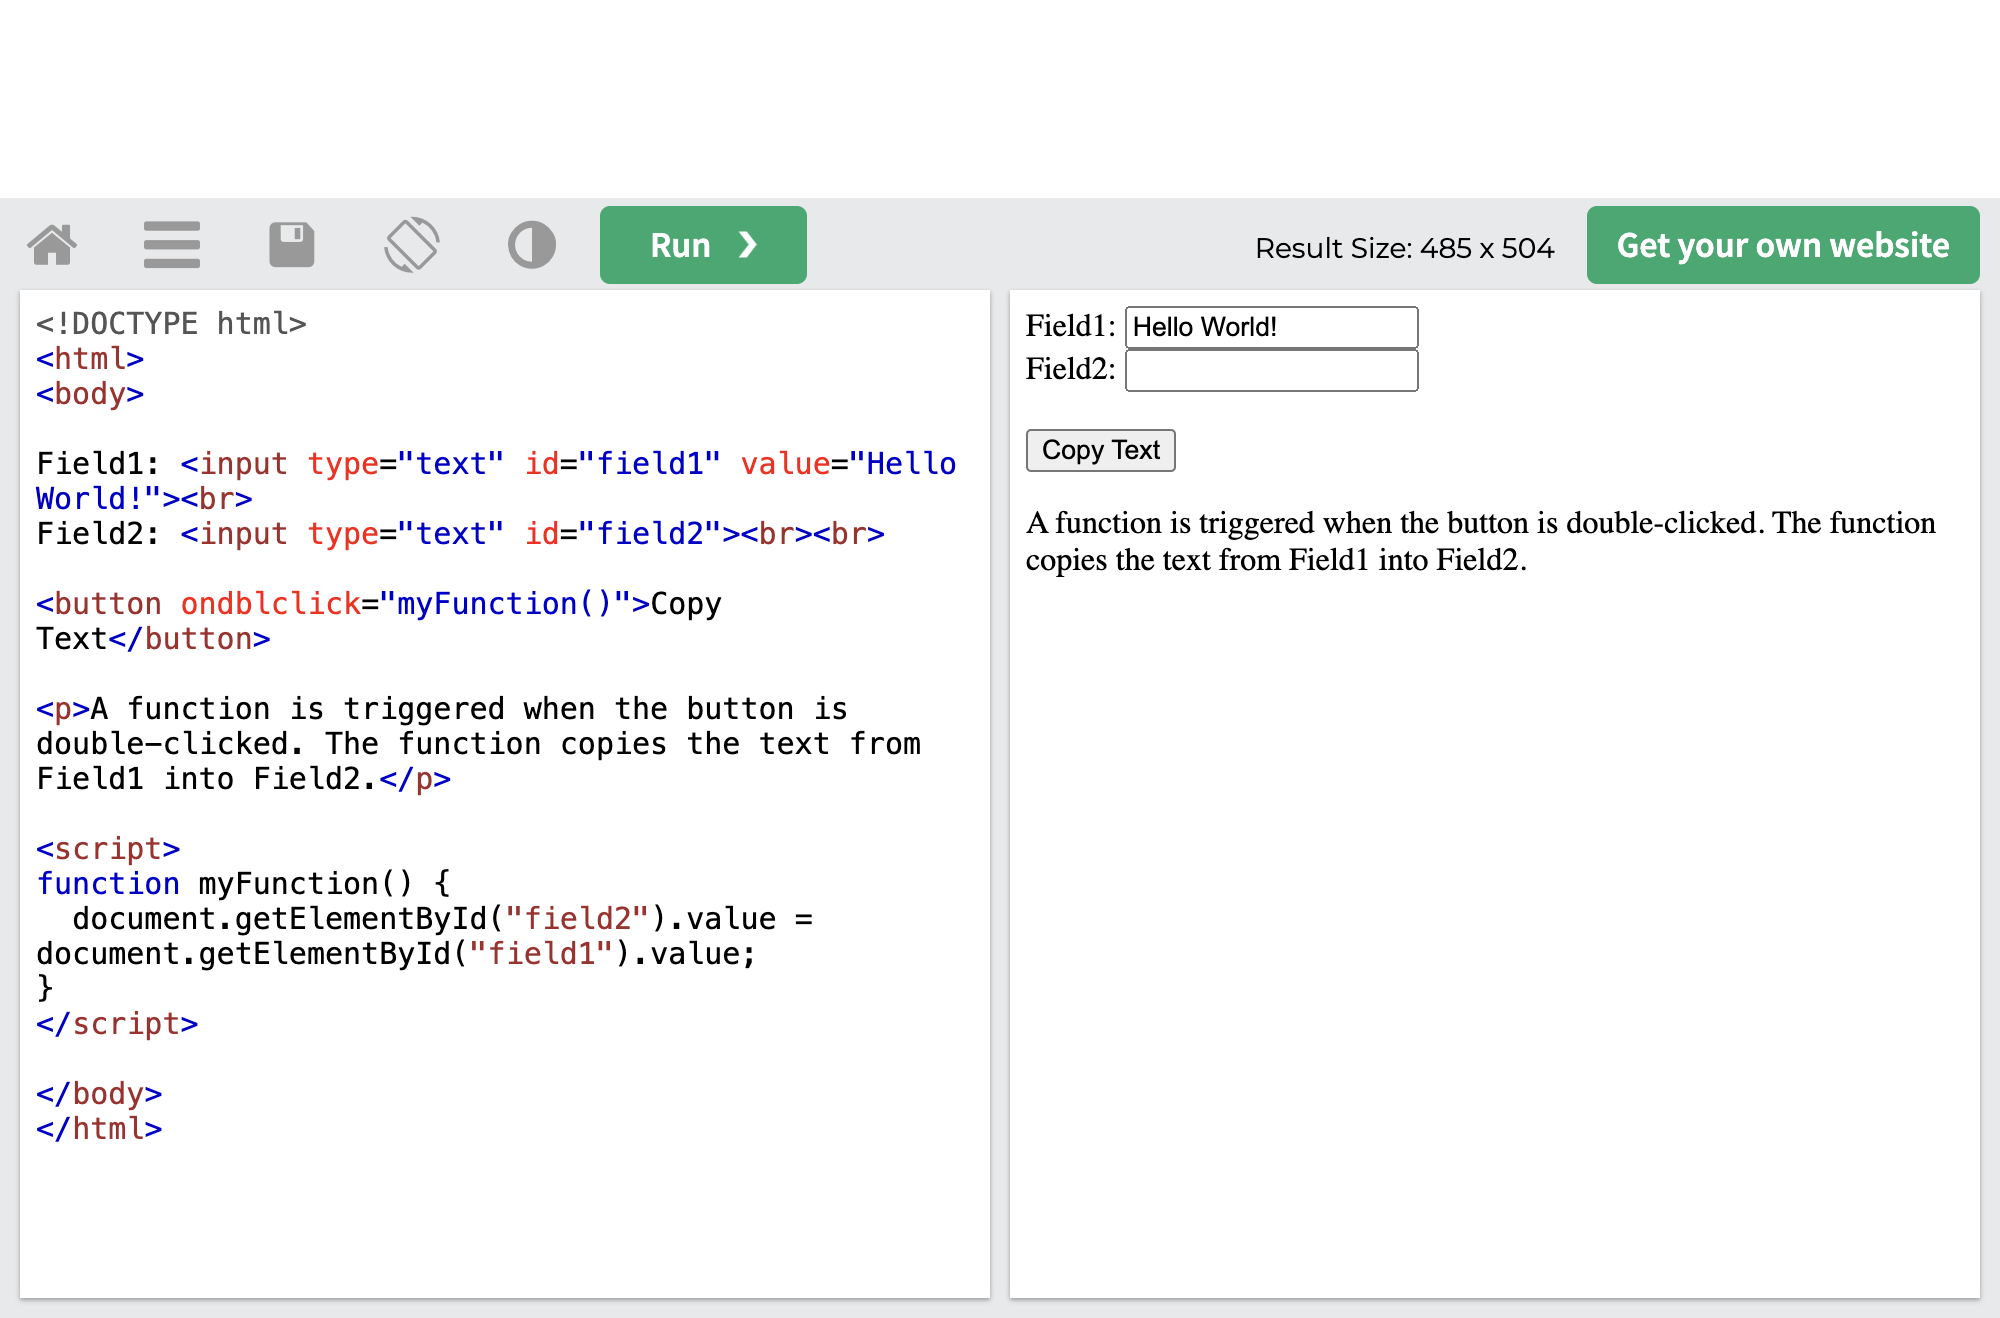 Run ❯
Result Size: 485 x 504
Get your own website
<!DOCTYPE html>
<html>
<body>
Field1: <input type="text" id="field1" value="Hello
World!"><br>
Field2: <input type="text" id="field2"><br><br>
<button ondblclick="myFunction()">Copy
Text</button>
<p>A function is triggered when the button is
double-clicked. The function copies the text from
Field1 into Field2.</p>
<script>
function myFunction() {
  document.getElementById("field2").value =
document.getElementById("field1").value;
}
</script>
</body>
</html>
Field1: Hello World!
Field2:
Copy Text
A function is triggered when the button is double-clicked. The function
copies the text from Field1 into Field2.